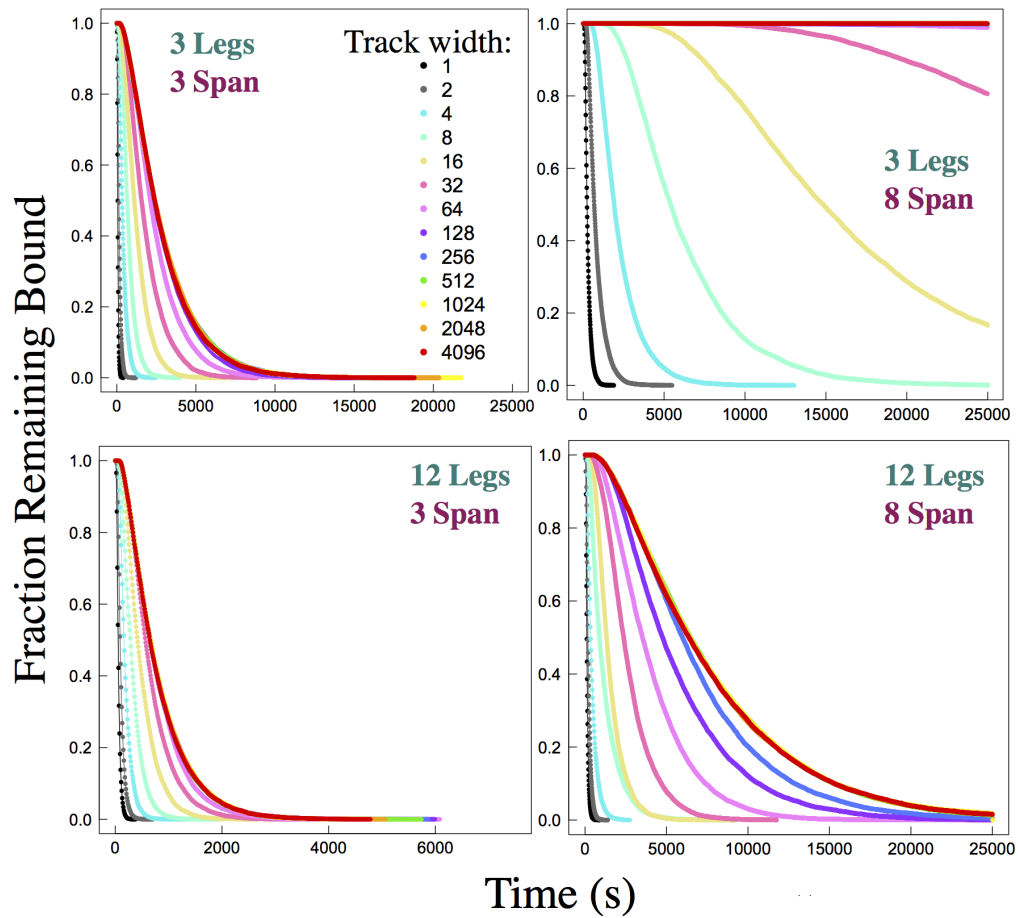 Fraction Remaining Bound
1.0
0.8
0.6
0.4
0.2
0.0
3 Legs
3 Span
Track width:
1
2
4
8
16
32
64
128
256
512
1024
2048
4096
0 5000 10000 15000 20000 25000
1.0
0.8
0.6
0.4
0.2
0.0
3 Legs
8 Span
0 5000 10000 15000 20000 25000
1.0
0.8
0.6
0.4
0.2
0.0
12 Legs
3 Span
0 2000 4000 6000
1.0
0.8
0.6
0.4
0.2
0.0
12 Legs
8 Span
0 5000 10000 15000 20000 25000
Time (s)